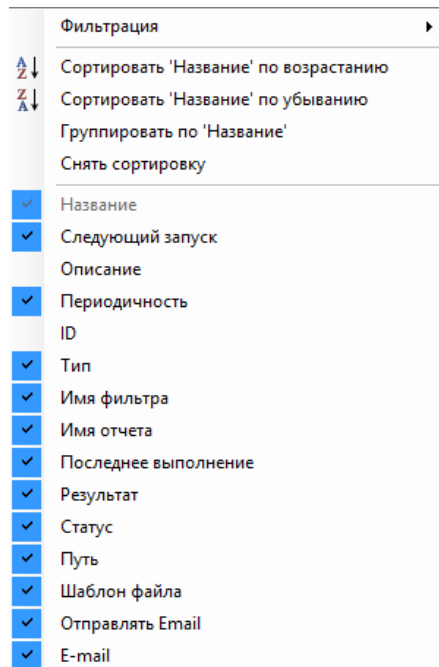 Фильтрация
Сортировать 'Название' по возрастанию
Сортировать 'Название' по убыванию
Группировать по 'Название'
Снять сортировку
Название
Следующий запуск
Описание
Периодичность
ID
Тип
Имя фильтра
Имя отчета
Последнее выполнение
Результат
Статус
Путь
Шаблон файла
Отправлять Email
E-mail